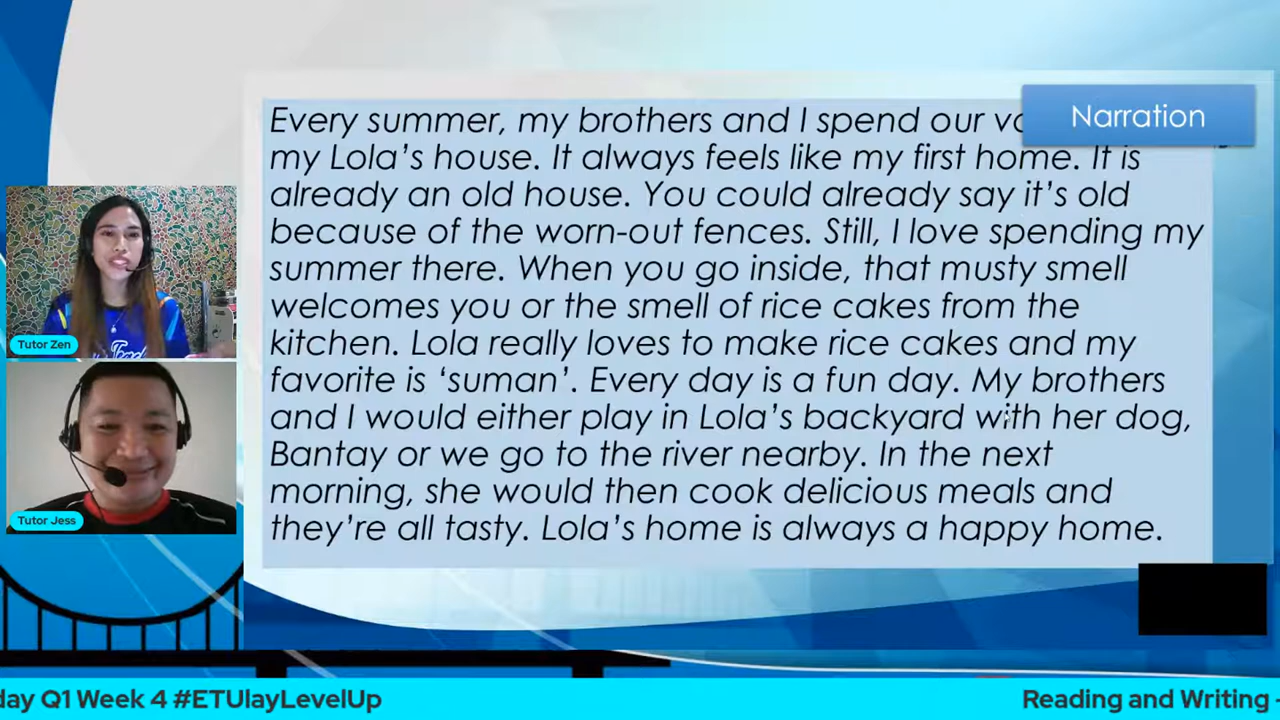 Narration
Every summer, my brothers and I spend our
my Lola's house. It always feels like my first home. It is
already an old house. You could already say it's old
because of the worn-out fences. Still, I love spending my
summer there. When you go inside, that musty smell
welcomes you or the smell of rice cakes from the
kitchen. Lola really loves to make rice cakes and my
favorite is ‘suman’. Every day is a fun day. My brothers
and I would either play in Lola's backyard with her dog,
Bantay or we go to the river nearby. In the next
morning, she would then cook delicious meals and
they're all tasty. Lola's home is always a happy home.
Tutor Zen
Tutor Jess
day Q1 Week 4 #ETUlayLevelUp
Reading and Writing -